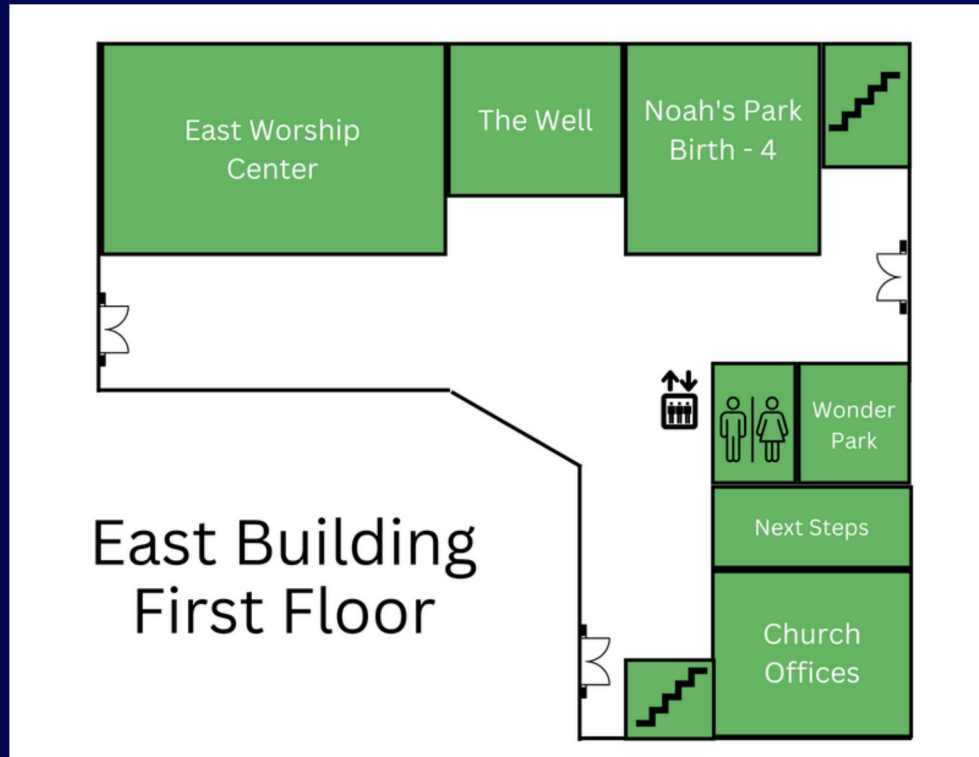 East Worship
Center
The Well
Noah's Park
Birth - 4
Wonder
Park
Next Steps
Church
Offices
East Building
First Floor